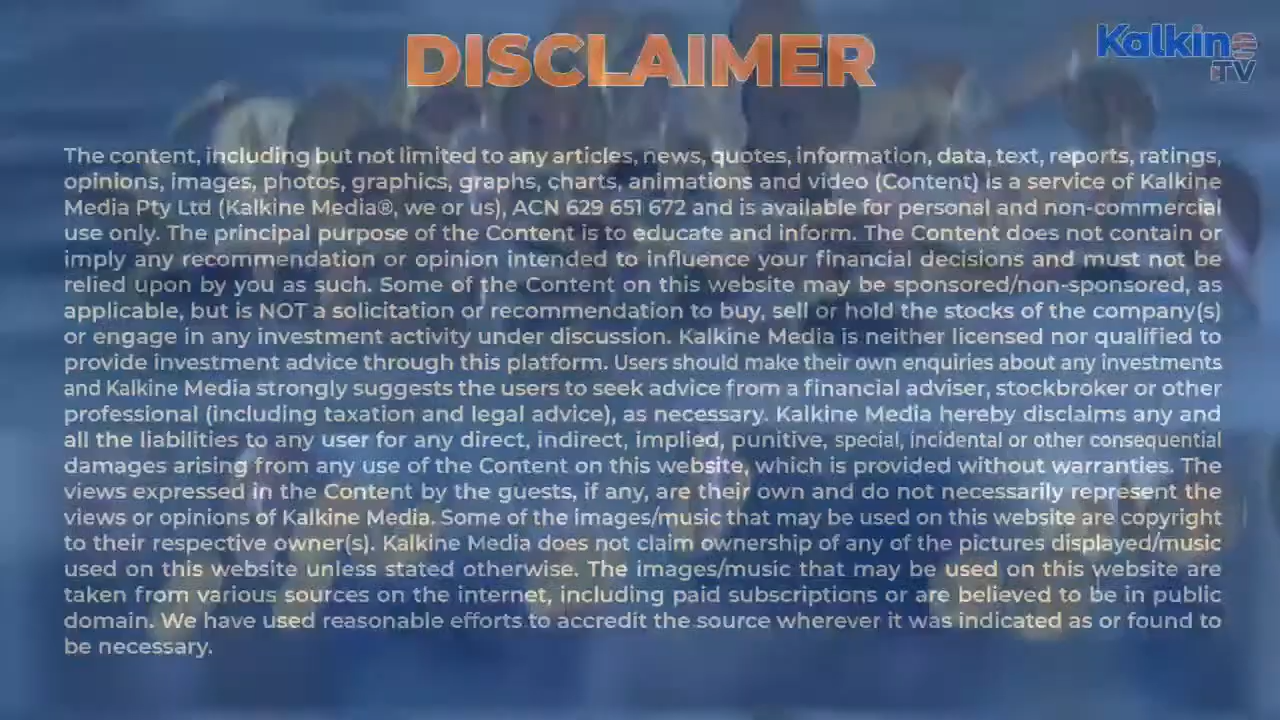 DISCLAIMER
Kalkine
TV
The content, including but not limited to any articles, news, quotes, information, data, text, reports, ratings,
opinions, images, photos, graphics, graphs, charts, animations and video (Content) is a service of Kalkine
Media Pty Ltd (Kalkine Media®, we or us), ACN 629 651 672 and is available for personal and non-commercial
use only. The principal purpose of the Content is to educate and inform. The Content does not contain or
imply any recommendation or opinion intended to influence your financial decisions and must not be
relied upon by you as such. Some of the Content on this website may be sponsored/non-sponsored, as
applicable, but is NOT a solicitation or recommendation to buy, sell or hold the stocks of the company(s)
or engage in any investment activity under discussion. Kalkine Media is neither licensed nor qualified to
provide investment advice through this platform. Users should make their own enquiries about any investments
and Kalkine Media strongly suggests the users to seek advice from a financial adviser, stockbroker or other
professional (including taxation and legal advice), as necessary. Kalkine Media hereby disclaims any and
all the liabilities to any user for any direct, indirect, implied, punitive, special, incidental or other consequential
damages arising from any use of the Content on this website, which is provided without warranties. The
views expressed in the Content by the guests, if any, are their own and do not necessarily represent the
views or opinions of Kalkine Media. Some of the images/music that may be used on this website are copyright
to their respective owner(s). Kalkine Media does not claim ownership of any of the pictures displayed/music
used on this website unless stated otherwise. The images/music that may be used on this website are
taken from various sources on the internet, including paid subscriptions or are believed to be in public
domain. We have used reasonable efforts to accredit the source wherever it was indicated as or found to
be necessary.